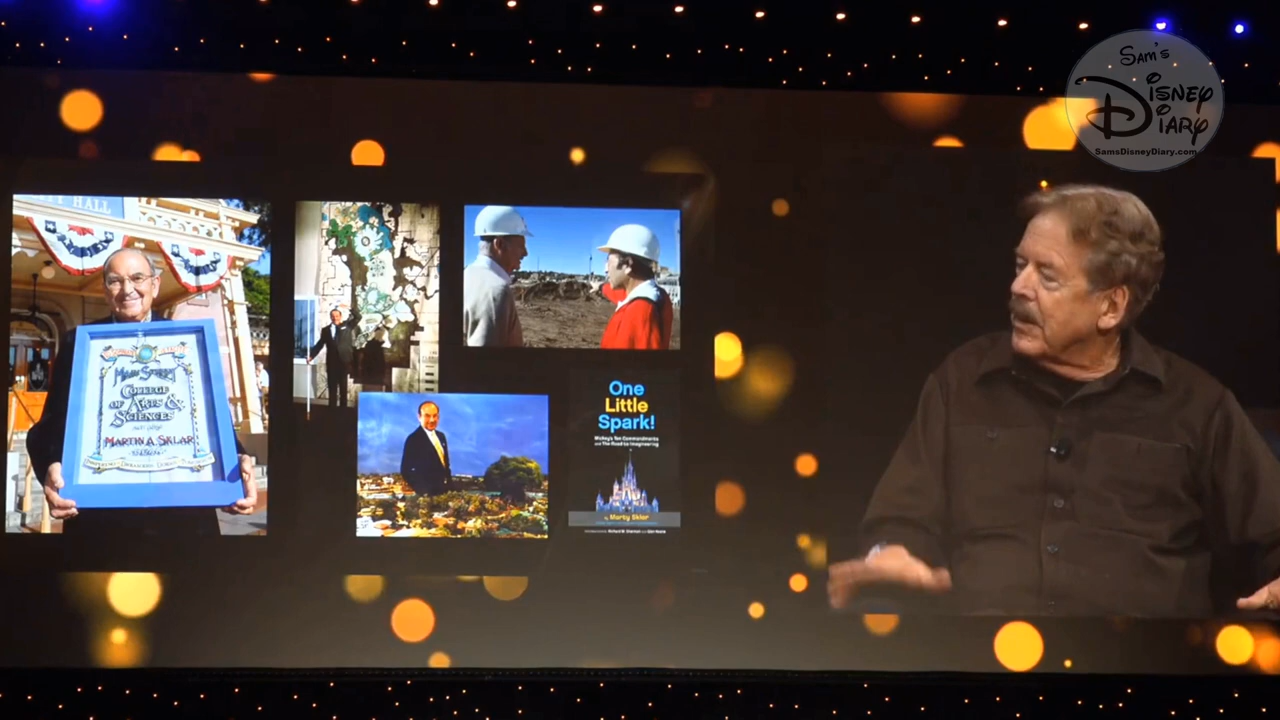 Sam's
Disney
Diary
SamsDisneyDiary.com
CITY HALL
Main Street
College
of Arts &
Sciences
Martin A. Sklar
One
Little
Spark!
Mickey's Ten Commandments
and The Road to Imagineering
by Marty Sklar